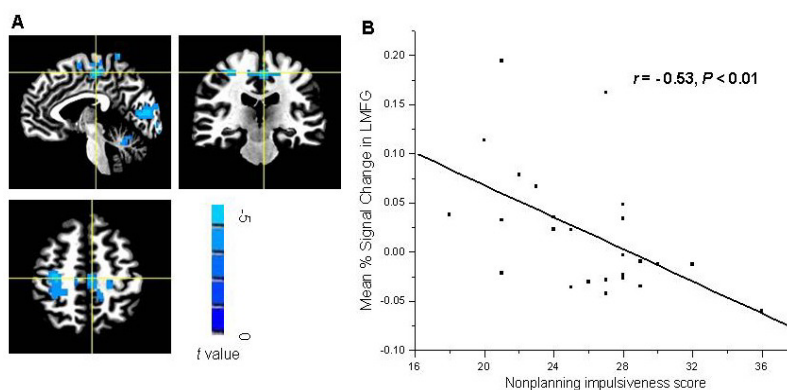 A
-5
0
t value
B
r = -0.53, P < 0.01
Mean % Signal Change in LMFG
0.20
0.15
0.10
0.05
0.00
-0.05
-0.10
16 20 24 28 32 36
Nonplanning impulsiveness score